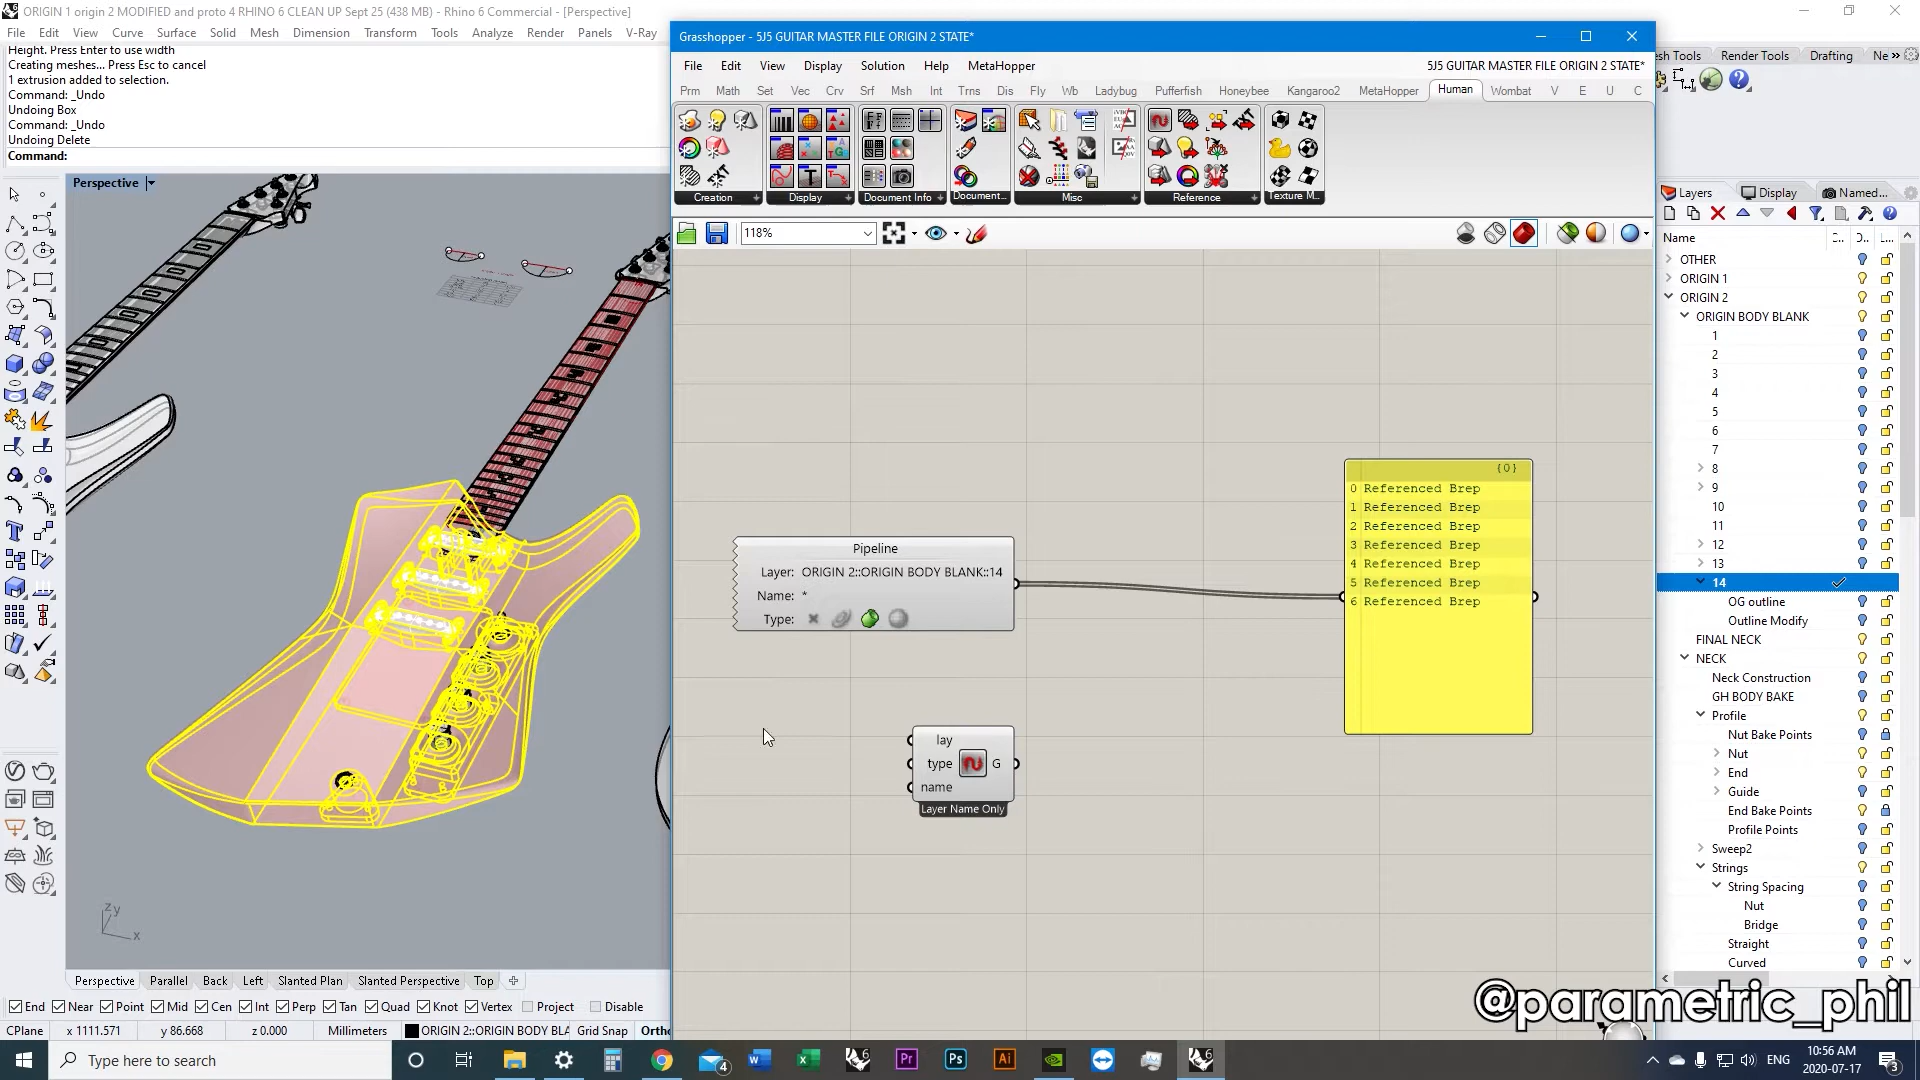 ORIGIN 1 origin 2 MODIFIED and proto 4 RHINO 6 CLEAN UP Sept 25 (438 MB) - Rhino 6 Commercial - [Perspective]
File Edit View Curve Surface Solid Mesh Dimension Transform Tools Analyze Render Panels V-Ray
Height. Press Enter to use width
Creating meshes... Press Esc to cancel
1 extrusion added to selection.
Command: _Undo
Undoing Box
Command: _Undo
Undoing Delete
Command:
Perspective
Grasshopper - 5J5 GUITAR MASTER FILE ORIGIN 2 STATE*
File Edit View Display Solution Help MetaHopper
5J5 GUITAR MASTER FILE ORIGIN 2 STATE*
Prm Math Set Vec Crv Srf Msh Int Trns Dis Fly Wb Ladybug Pufferfish Honeybee Kangaroo2 MetaHopper Human Wombat V E U C
Creation Display Document Info Document... Misc Reference Texture M...
118%
Pipeline
Layer: ORIGIN 2::ORIGIN BODY BLANK::14
Name: *
Type:
lay
type G
name
Layer Name Only
{0}
0 Referenced Brep
1 Referenced Brep
2 Referenced Brep
3 Referenced Brep
4 Referenced Brep
5 Referenced Brep
6 Referenced Brep
sh Tools Render Tools Drafting Ne »
Layers Display Named...
Name
OTHER
ORIGIN 1
ORIGIN 2
ORIGIN BODY BLANK
1
2
3
4
5
6
7
8
9
10
11
12
13
14
OG outline
Outline Modify
FINAL NECK
NECK
Neck Construction
GH BODY BAKE
Profile
Nut Bake Points
Nut
End
Guide
End Bake Points
Profile Points
Sweep2
Strings
String Spacing
Nut
Bridge
Straight
Curved
@parametric_phil
z y
x
Perspective Parallel Back Left Slanted Plan Slanted Perspective Top
End Near Point Mid Cen Int Perp Tan Quad Knot Vertex Project Disable
CPlane x 1111.571 y 86.668 z 0.000 Millimeters ORIGIN 2::ORIGIN BODY BLA Grid Snap Ortho
Type here to search
ENG
10:56 AM
2020-07-17